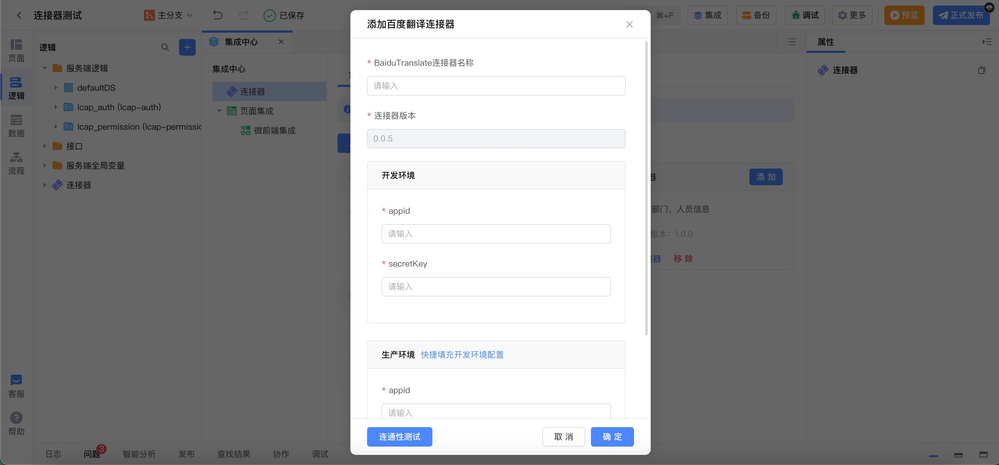 连接器测试
主分支
已保存
⌘+F
集成
备份
调试
更多
预览
正式发布
页面
逻辑
数据
流程
客服
帮助
逻辑
服务端逻辑
defaultDS
lcap_auth (lcap-auth)
lcap_permission (lcap-permissic
接口
服务端全局变量
连接器
集成中心
集成中心
连接器
页面集成
微前端集成
添加百度翻译连接器
* BaiduTranslate连接器名称
请输入
* 连接器版本
0.0.5
开发环境
* appid
请输入
* secretKey
请输入
生产环境 快捷填充开发环境配置
* appid
请输入
连通性测试
取 消
确 定
器
添 加
部门、人员信息
版本：1.0.0
器
移 除
属性
连接器
日志
问题
3
智能分析
发布
查找结果
协作
调试